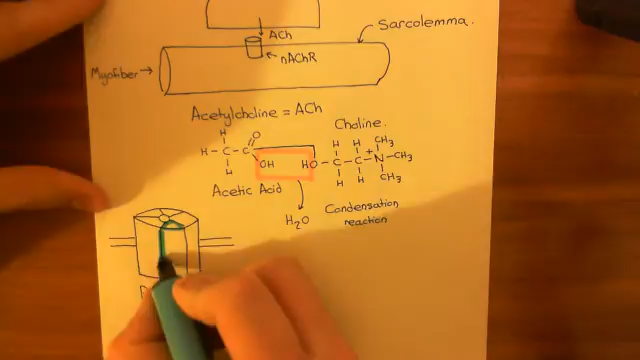 ACh
Sarcolemma.
nAChR
Myofiber
Acetylcholine = ACh
Choline.
H O H H CH₃
H - C - C HO - C - C - N⁺ - CH₃
H OH H H CH₃
Acetic Acid
H₂O
Condensation
reaction